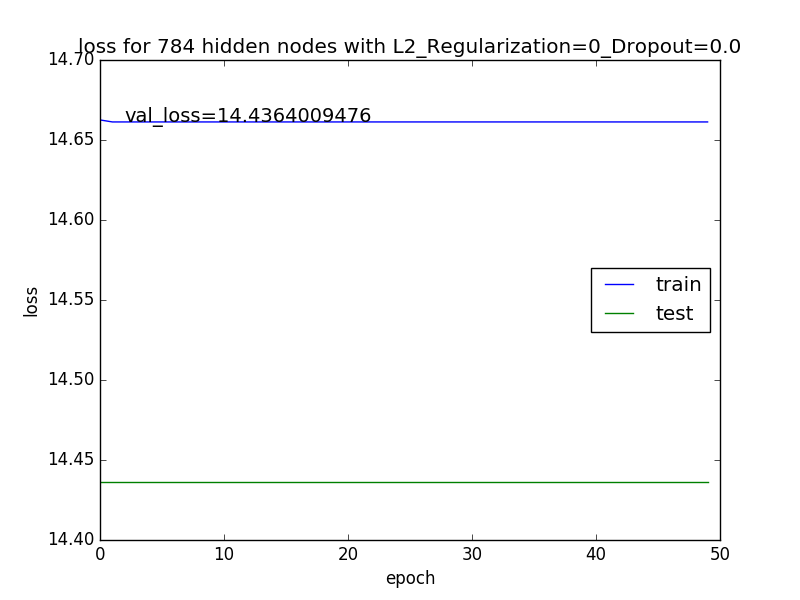 loss for 784 hidden nodes with L2_Regularization=0_Dropout=0.0
14.70
val_loss=14.4364009476
14.65
14.60
14.55
14.50
14.45
14.40
loss
train
test
0 10 20 30 40 50
epoch